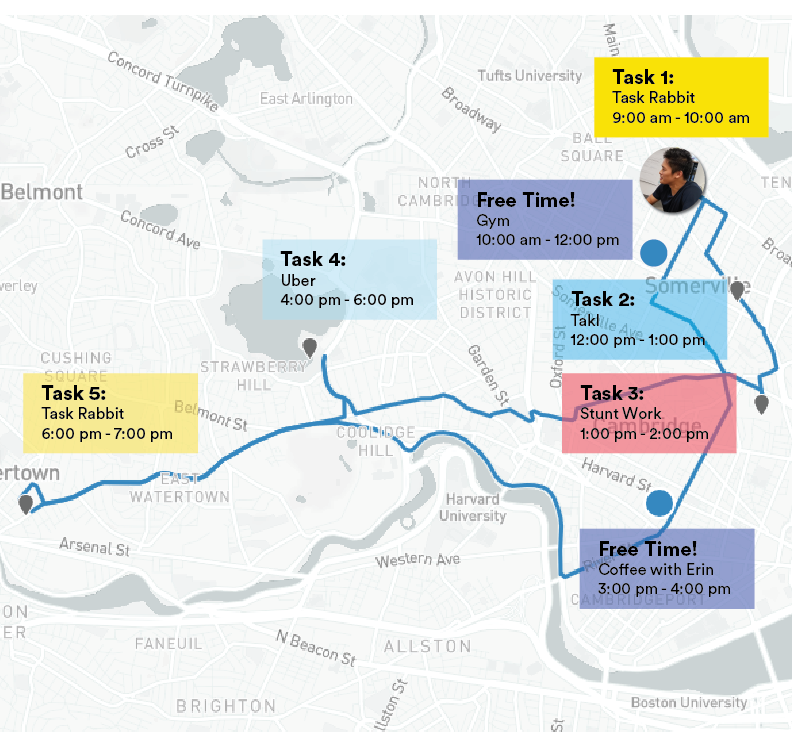 Main
Concord Turnpike
Tufts University
Task 1:
Task Rabbit
9:00 am - 10:00 am
East Arlington
Broadway
Cross St
BALL
SQUARE
Belmont
NORTH
Free Time!
Gym
10:00 am - 12:00 pm
TEN
Concord Ave
Task 4:
Uber
4:00 pm - 6:00 pm
AVON HILL
HISTORIC
DISTRICT
Somerville
Somerville Ave
Task 2:
Takl
12:00 pm - 1:00 pm
verley
Oxford St
CUSHING
SQUARE
STRAWBERRY
HILL
Garden St
Task 5:
Task Rabbit
6:00 pm - 7:00 pm
Belmont St
Task 3:
Stunt Work
1:00 pm - 2:00 pm
Cambridge
COOLIDGE
HILL
ertown
EAST
WATERTOWN
Harvard St
Harvard
University
Arsenal St
Western Ave
Free Time!
Coffee with Erin
3:00 pm - 4:00 pm
CAMBRIDGEPORT
ON
ER
FANEUIL
N Beacon St
ALLSTON
BRIGHTON
llston St
St
Boston University